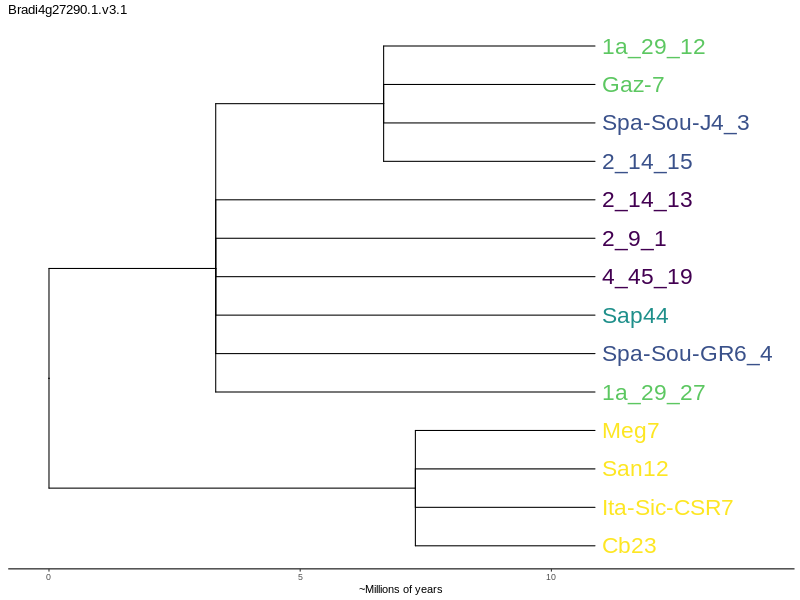 Bradi4g27290.1.v3.1
1a_29_12
Gaz-7
Spa-Sou-J4_3
2_14_15
2_14_13
2_9_1
4_45_19
Sap44
Spa-Sou-GR6_4
1a_29_27
Meg7
San12
Ita-Sic-CSR7
Cb23
0 5 10
~Millions of years